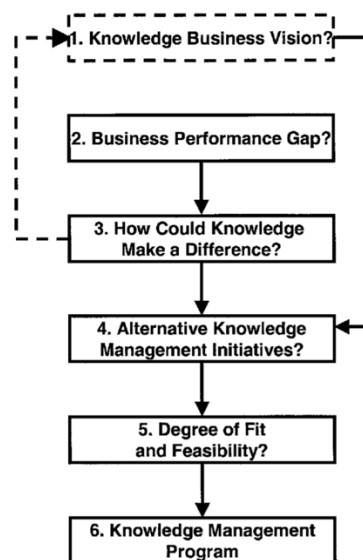 1. Knowledge Business Vision?
2. Business Performance Gap?
3. How Could Knowledge
Make a Difference?
4. Alternative Knowledge
Management Initiatives?
5. Degree of Fit
and Feasibility?
6. Knowledge Management
Program